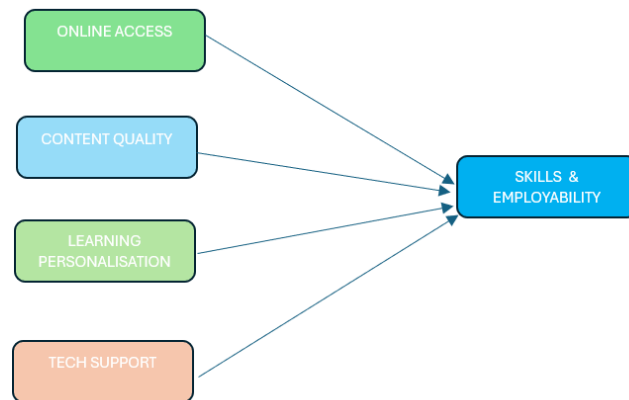 ONLINE ACCESS
CONTENT QUALITY
LEARNING
PERSONALISATION
TECH SUPPORT
SKILLS &
EMPLOYABILITY